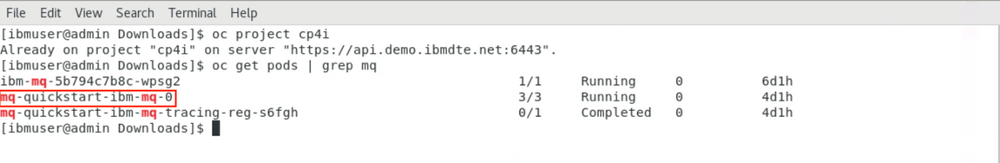 File Edit View Search Terminal Help
[ibmuser@admin Downloads]$ oc project cp4i
Already on project "cp4i" on server "https://api.demo.ibmdte.net:6443".
[ibmuser@admin Downloads]$ oc get pods | grep mq
ibm-mq-5b794c7b8c-wpsg2 1/1 Running 0 6d1h
mq-quickstart-ibm-mq-0 3/3 Running 0 4d1h
mq-quickstart-ibm-mq-tracing-reg-s6fgh 0/1 Completed 0 4d1h
[ibmuser@admin Downloads]$